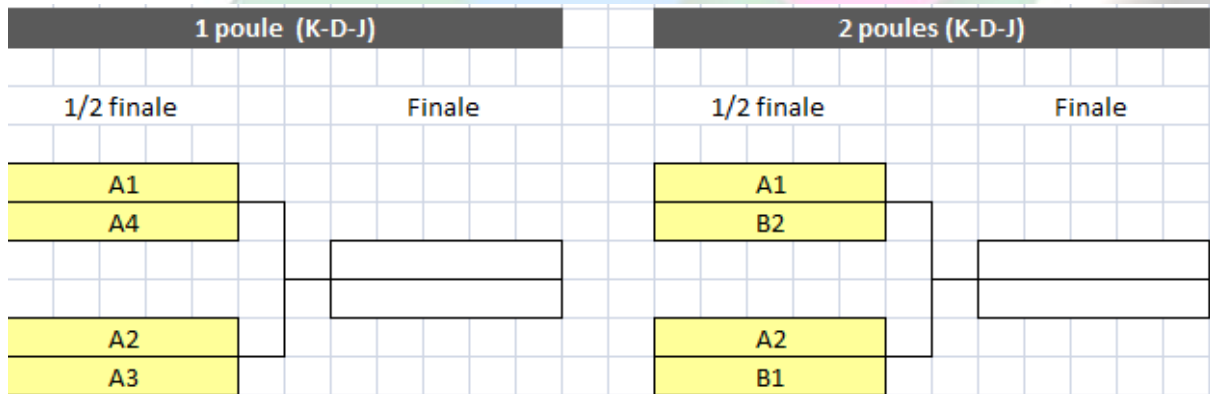 1 poule (K-D-J)
1/2 finale
Finale
A1
A4
A2
A3
2 poules (K-D-J)
1/2 finale
Finale
A1
B2
A2
B1